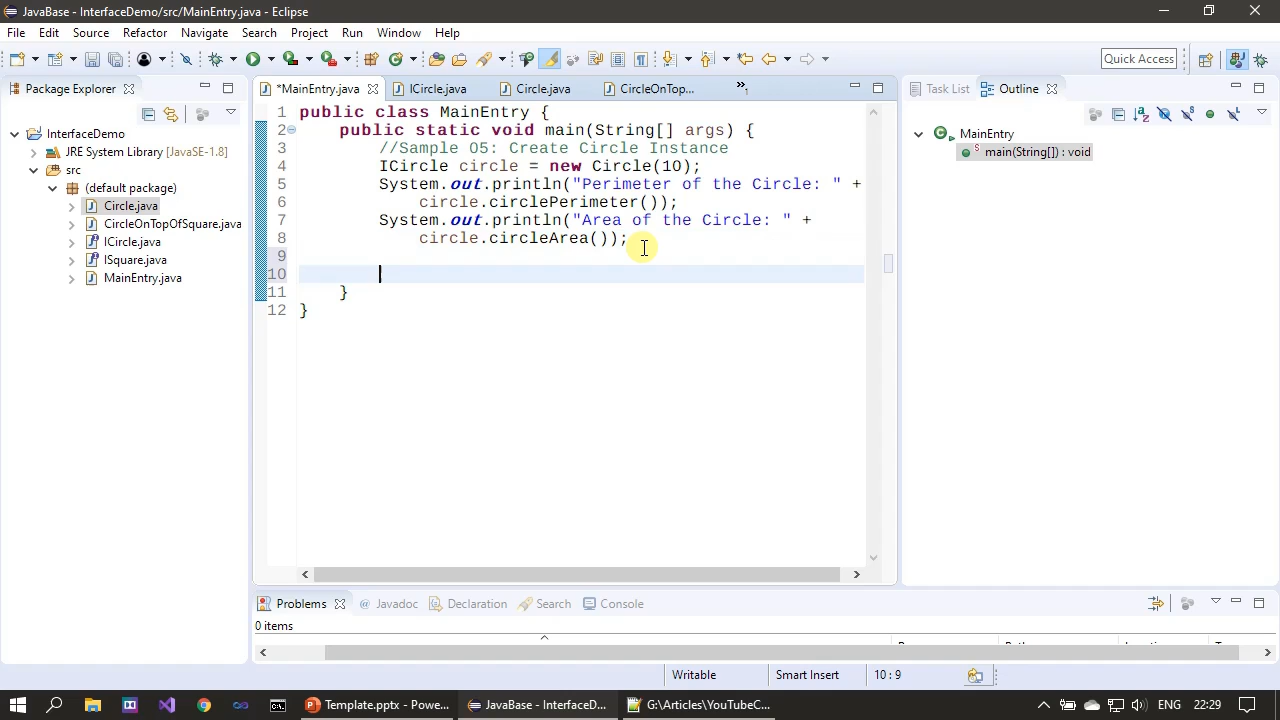 JavaBase - InterfaceDemo/src/MainEntry.java - Eclipse
File Edit Source Refactor Navigate Search Project Run Window Help
Quick Access
Package Explorer
*MainEntry.java ICircle.java Circle.java CircleOnTop...
Task List Outline
InterfaceDemo
JRE System Library [JavaSE-1.8]
src
(default package)
Circle.java
CircleOnTopOfSquare.java
ICircle.java
ISquare.java
MainEntry.java
1 public class MainEntry {
2 public static void main(String[] args) {
3 //Sample 05: Create Circle Instance
4 ICircle circle = new Circle(10);
5 System.out.println("Perimeter of the Circle: " +
6 circle.circlePerimeter());
7 System.out.println("Area of the Circle: " +
8 circle.circleArea());
9
10
11 }
12 }
MainEntry
main(String[]) : void
Problems Javadoc Declaration Search Console
0 items
Writable Smart Insert 10 : 9
Template.pptx - Powe... JavaBase - InterfaceD... G:\Articles\YouTubeC... ENG 22:29